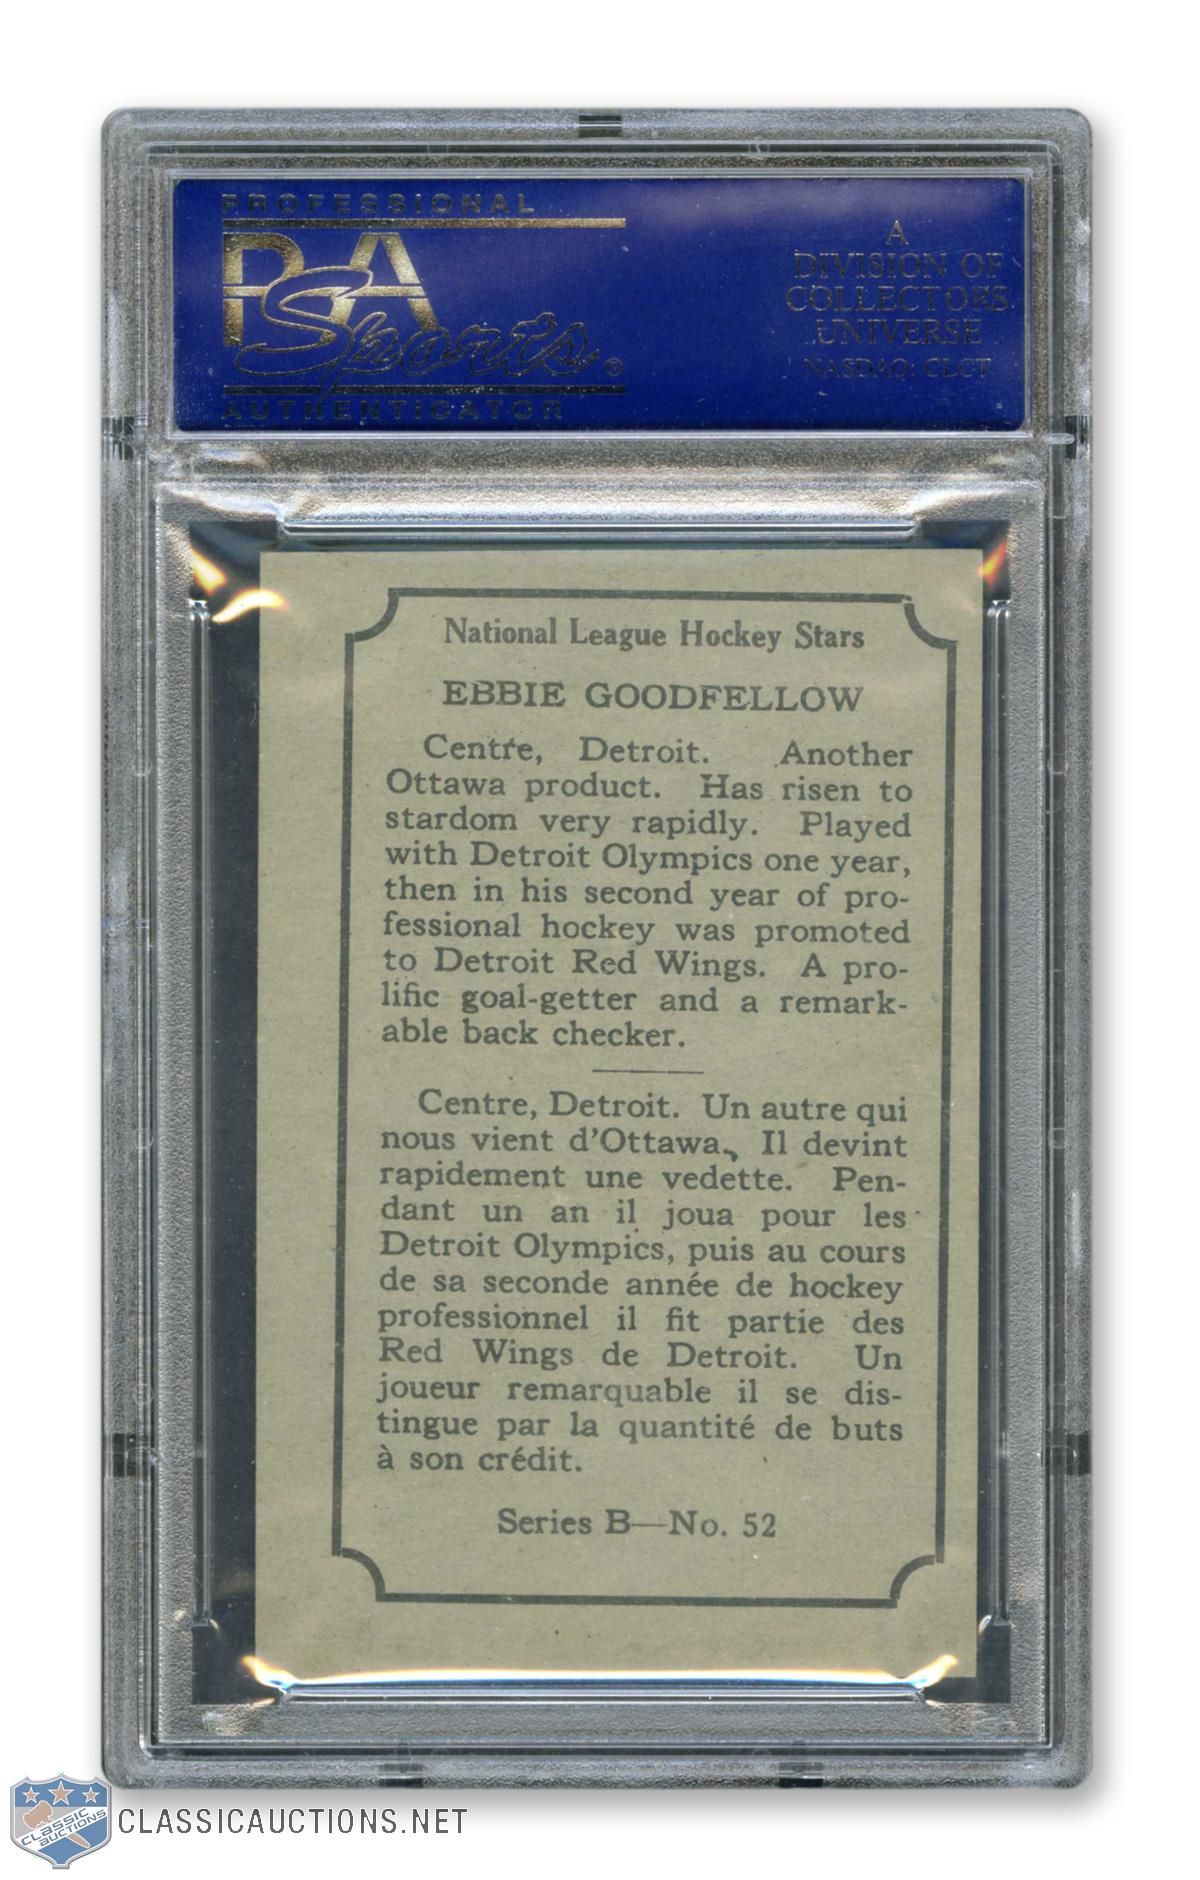 PROFESSIONAL
PSA
Sports®
AUTHENTICATOR
A
DIVISION OF
COLLECTORS
UNIVERSE
NASDAQ: CLCT
National League Hockey Stars
EBBIE GOODFELLOW
Centre, Detroit. Another
Ottawa product. Has risen to
stardom very rapidly. Played
with Detroit Olympics one year,
then in his second year of pro-
fessional hockey was promoted
to Detroit Red Wings. A pro-
lific goal-getter and a remark-
able back checker.
Centre, Detroit. Un autre qui
nous vient d'Ottawa. Il devint
rapidement une vedette. Pen-
dant un an il joua pour les
Detroit Olympics, puis au cours
de sa seconde année de hockey
professionnel il fit partie des
Red Wings de Detroit. Un
joueur remarquable il se dis-
tingue par la quantité de buts
à son crédit.
Series B—No. 52
CLASSIC
AUCTIONS
CLASSICAUCTIONS.NET